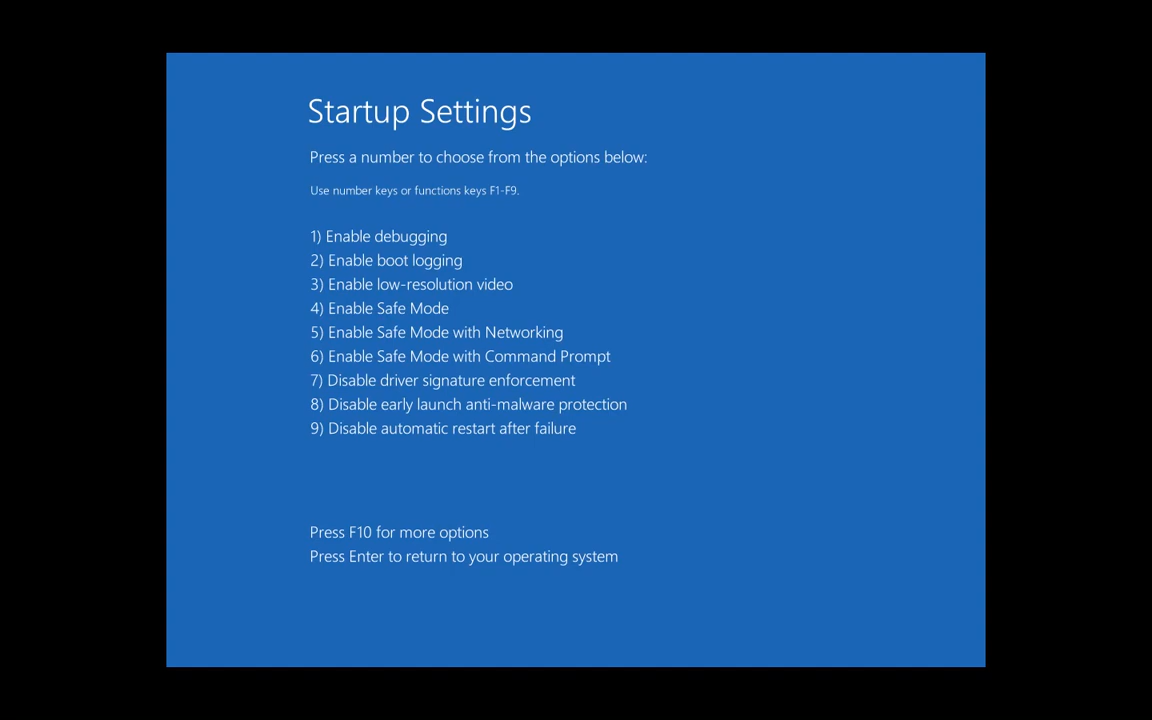 Startup Settings
Press a number to choose from the options below:
Use number keys or functions keys F1-F9.
1) Enable debugging
2) Enable boot logging
3) Enable low-resolution video
4) Enable Safe Mode
5) Enable Safe Mode with Networking
6) Enable Safe Mode with Command Prompt
7) Disable driver signature enforcement
8) Disable early launch anti-malware protection
9) Disable automatic restart after failure
Press F10 for more options
Press Enter to return to your operating system